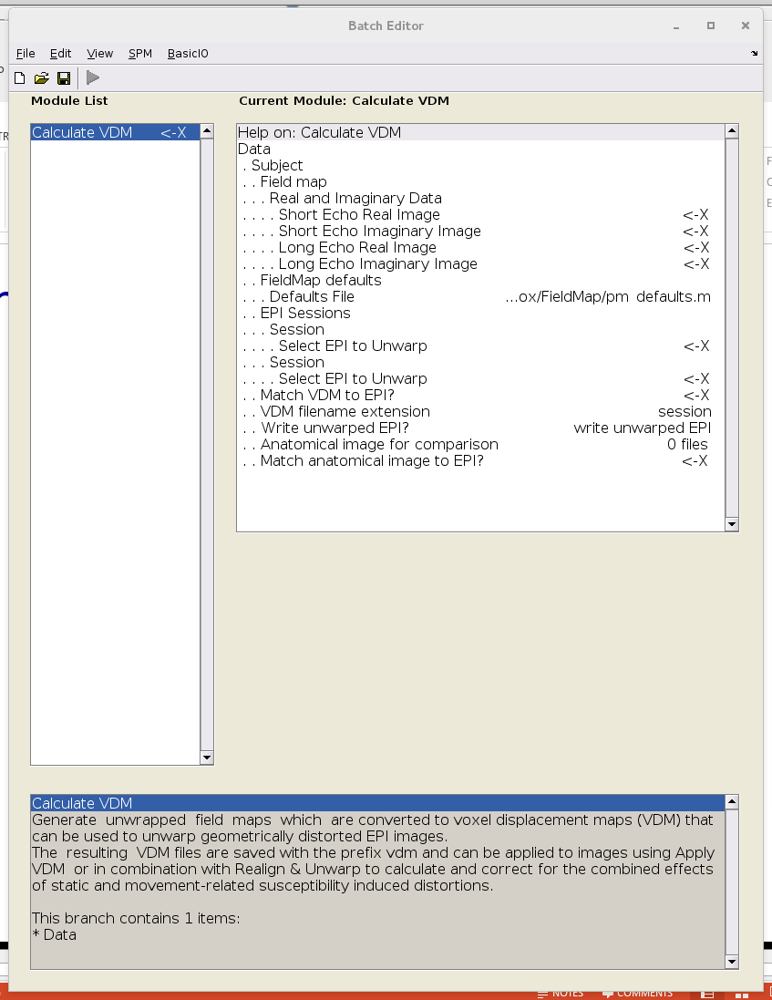 Batch Editor
File Edit View SPM BasicIO
Module List
Current Module: Calculate VDM
Calculate VDM <-X
Help on: Calculate VDM
Data
. Subject
. . Field map
. . . Real and Imaginary Data
. . . . Short Echo Real Image <-X
. . . . Short Echo Imaginary Image <-X
. . . . Long Echo Real Image <-X
. . . . Long Echo Imaginary Image <-X
. . FieldMap defaults
. . . Defaults File ...ox/FieldMap/pm defaults.m
. . EPI Sessions
. . . Session
. . . . Select EPI to Unwarp <-X
. . . Session
. . . . Select EPI to Unwarp <-X
. . Match VDM to EPI? <-X
. . VDM filename extension session
. . Write unwarped EPI? write unwarped EPI
. . Anatomical image for comparison 0 files
. . Match anatomical image to EPI? <-X
Calculate VDM
Generate unwrapped field maps which are converted to voxel displacement maps (VDM) that
can be used to unwarp geometrically distorted EPI images.
The resulting VDM files are saved with the prefix vdm and can be applied to images using Apply
VDM or in combination with Realign & Unwarp to calculate and correct for the combined effects
of static and movement-related susceptibility induced distortions.
This branch contains 1 items:
* Data
NOTES COMMENTS